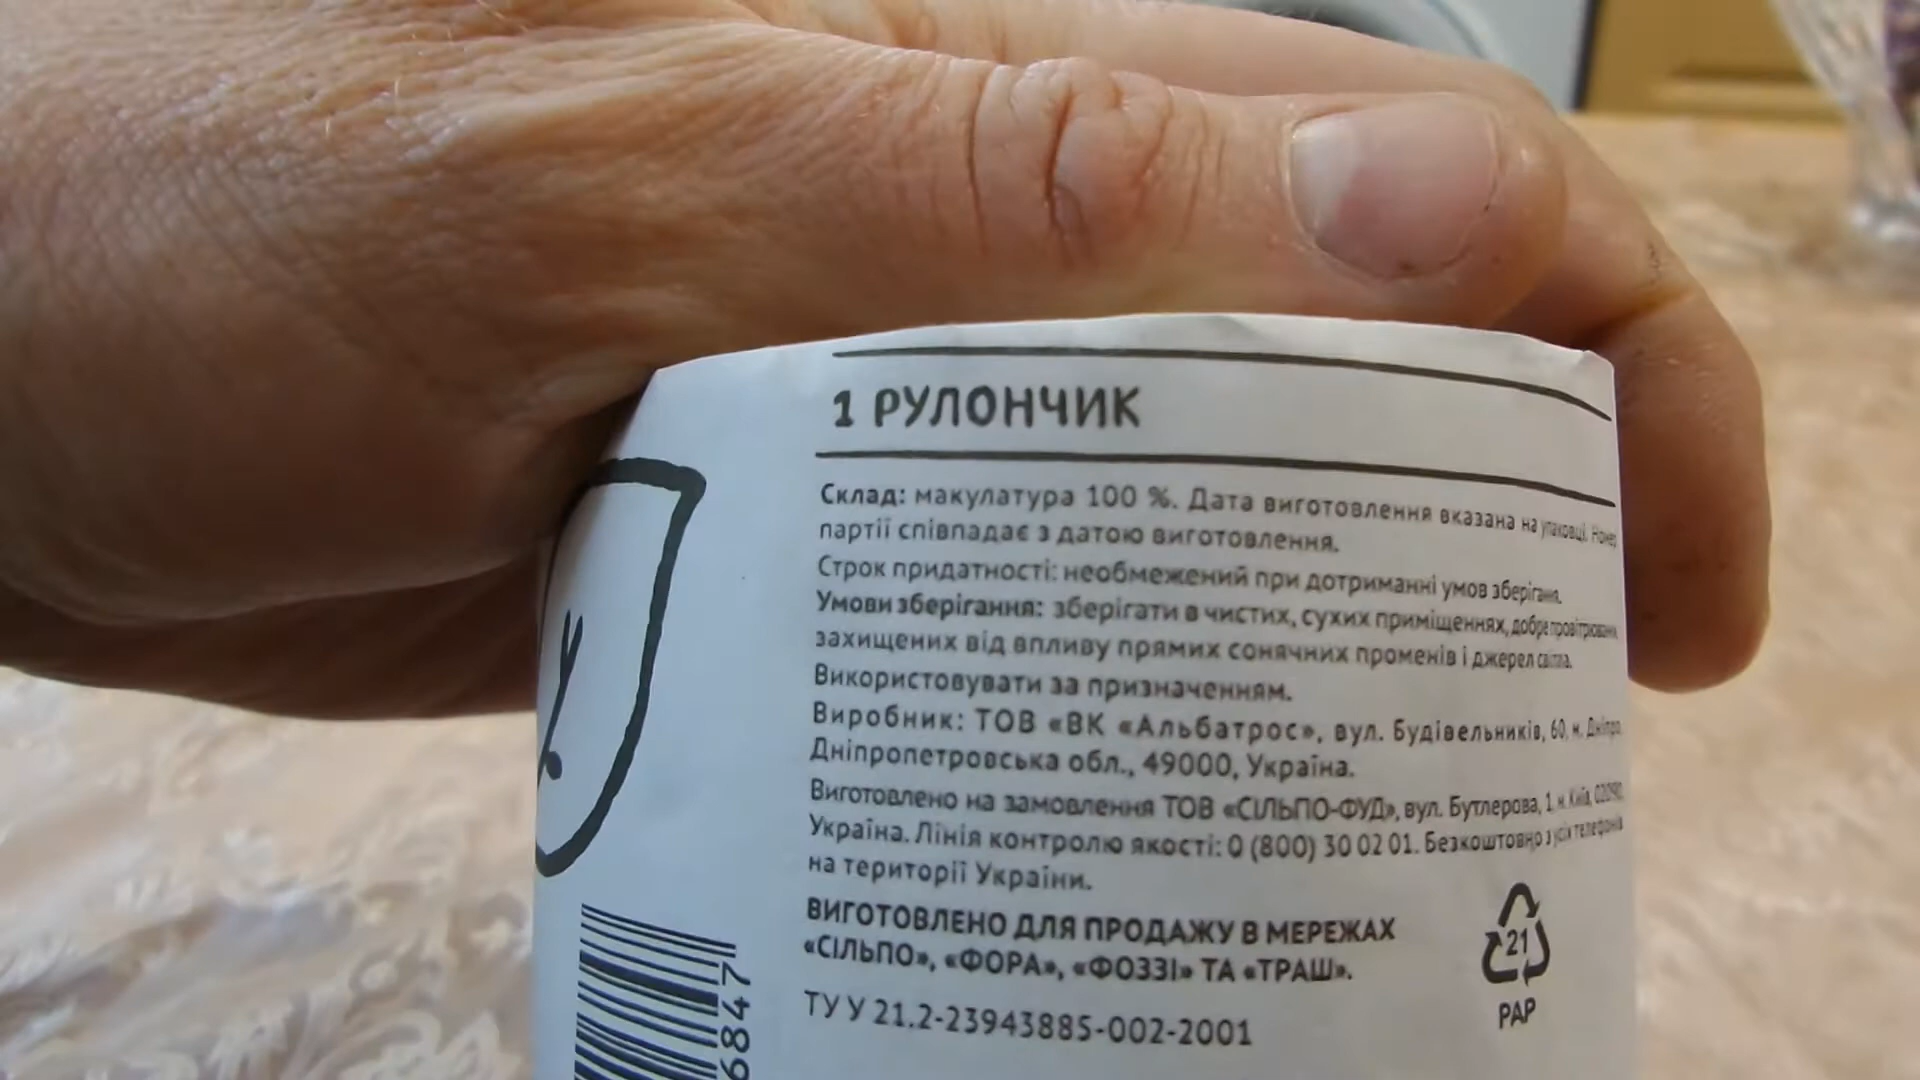 1 РУЛОНЧИК
Склад: макулатура 100 %. Дата виготовлення вказана на упаковці. Номер
партії співпадає з датою виготовлення.
Строк придатності: необмежений при дотриманні умов зберігання.
Умови зберігання: зберігати в чистих, сухих приміщеннях, добре провітрюваних,
захищених від впливу прямих сонячних променів і джерел світла.
Використовувати за призначенням.
Виробник: ТОВ «ВК «Альбатрос», вул. Будівельників, 60, м. Дніпро,
Дніпропетровська обл., 49000, Україна.
Виготовлено на замовлення ТОВ «СІЛЬПО-ФУД», вул. Бутлерова, 1, м. Київ, 02090,
Україна. Лінія контролю якості: 0 (800) 30 02 01. Безкоштовно з усіх телефонів
на території України.
ВИГОТОВЛЕНО ДЛЯ ПРОДАЖУ В МЕРЕЖАХ
«СІЛЬПО», «ФОРА», «ФОЗЗІ» ТА «ТРАШ».
ТУ У 21.2-23943885-002-2001
21
PAP
6847